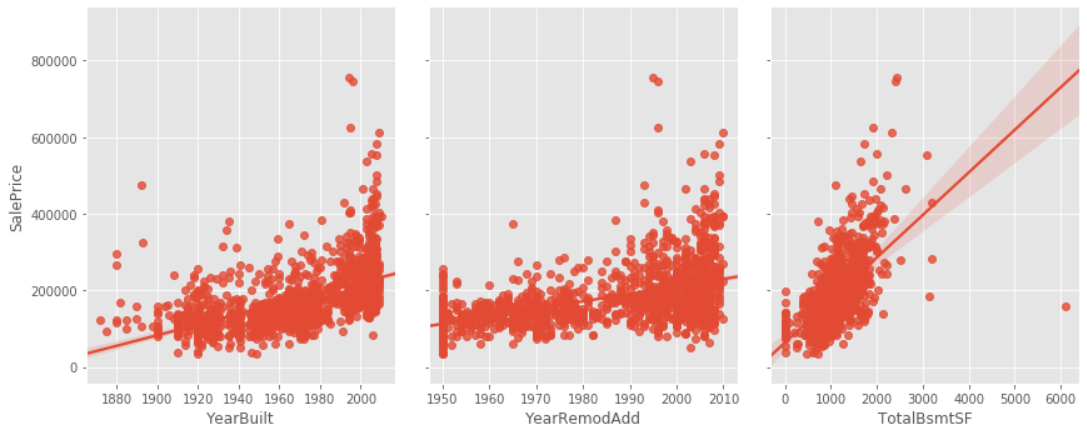 SalePrice
800000
600000
400000
200000
0
1880 1900 1920 1940 1960 1980 2000
YearBuilt
1950 1960 1970 1980 1990 2000 2010
YearRemodAdd
0 1000 2000 3000 4000 5000 6000
TotalBsmtSF